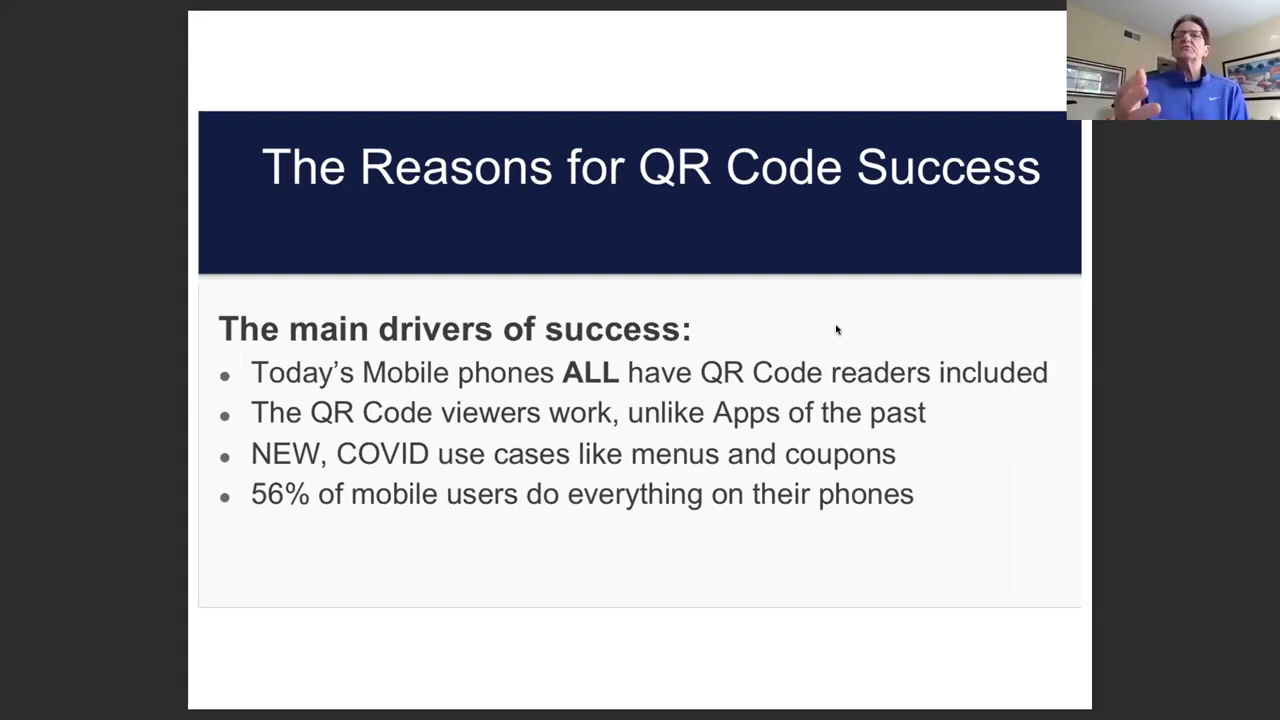 The Reasons for QR Code Success
The main drivers of success:
• Today’s Mobile phones ALL have QR Code readers included
• The QR Code viewers work, unlike Apps of the past
• NEW, COVID use cases like menus and coupons
• 56% of mobile users do everything on their phones